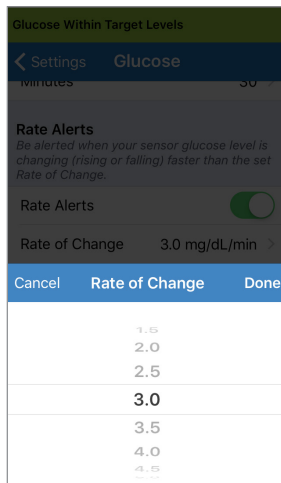 Glucose Within Target Levels
Settings Glucose
Minutes 30
Rate Alerts
Be alerted when your sensor glucose level is
changing (rising or falling) faster than the set
Rate of Change.
Rate Alerts
Rate of Change 3.0 mg/dL/min
Cancel Rate of Change Done
1.5
2.0
2.5
3.0
3.5
4.0
4.5